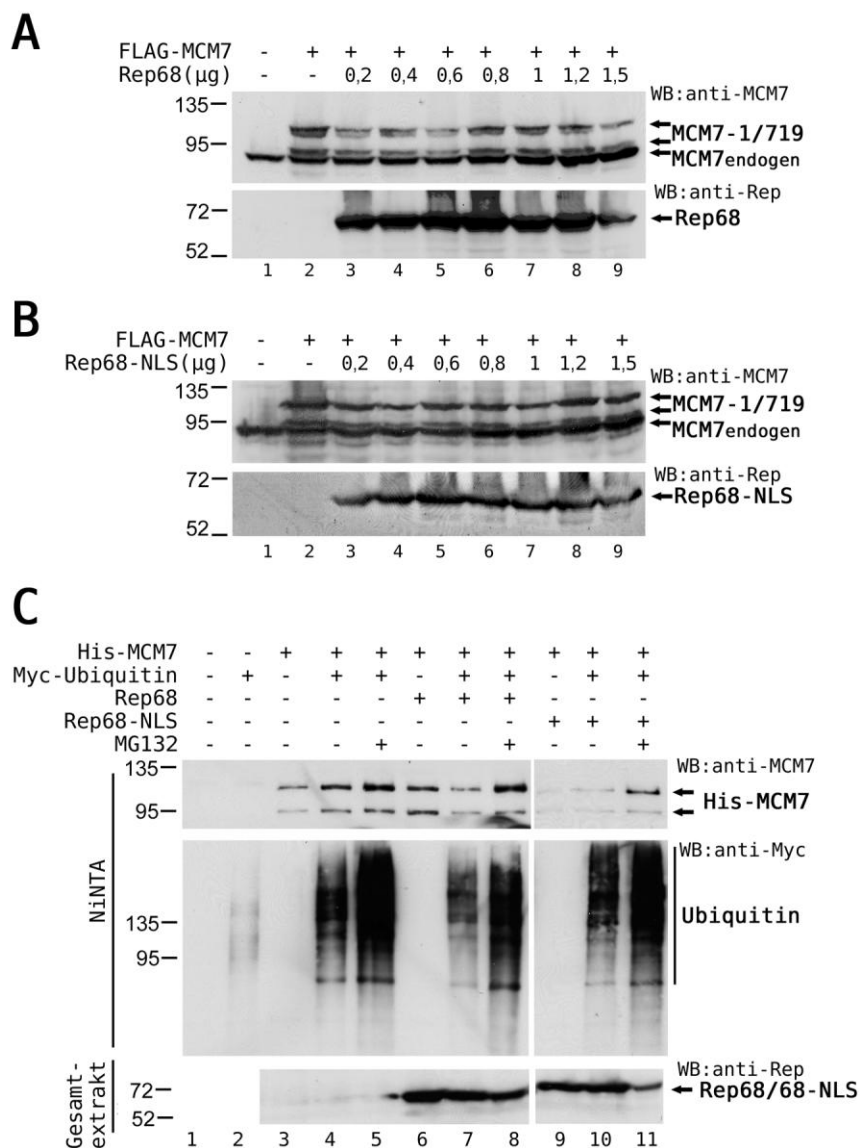 A
FLAG-MCM7 - + + + + + + + +
Rep68(µg) - - 0,2 0,4 0,6 0,8 1 1,2 1,5
WB:anti-MCM7
135
95
MCM7-1/719
MCM7endogen
WB:anti-Rep
72
52
Rep68
1 2 3 4 5 6 7 8 9
B
FLAG-MCM7 - + + + + + + + +
Rep68-NLS(µg) - - 0,2 0,4 0,6 0,8 1 1,2 1,5
WB:anti-MCM7
135
95
MCM7-1/719
MCM7endogen
WB:anti-Rep
72
52
Rep68-NLS
1 2 3 4 5 6 7 8 9
C
His-MCM7 - - + + + + + + + + +
Myc-Ubiquitin - + - + + - + + - + +
Rep68 - - - - - + + + - - -
Rep68-NLS - - - - - - - - + + +
MG132 - - - - + - - + - - +
WB:anti-MCM7
135
95
His-MCM7
NiNTA
WB:anti-Myc
135
95
Ubiquitin
Gesamt-
extrakt
WB:anti-Rep
72
52
Rep68/68-NLS
1 2 3 4 5 6 7 8 9 10 11